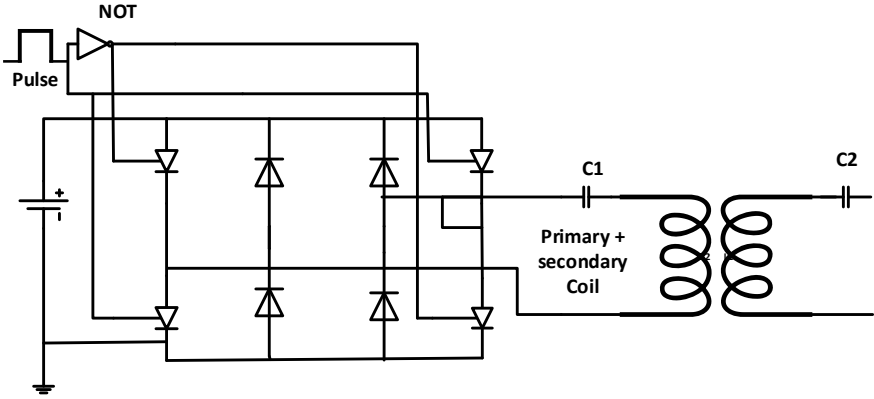 NOT
Pulse
+
C1
C2
Primary +
secondary
Coil